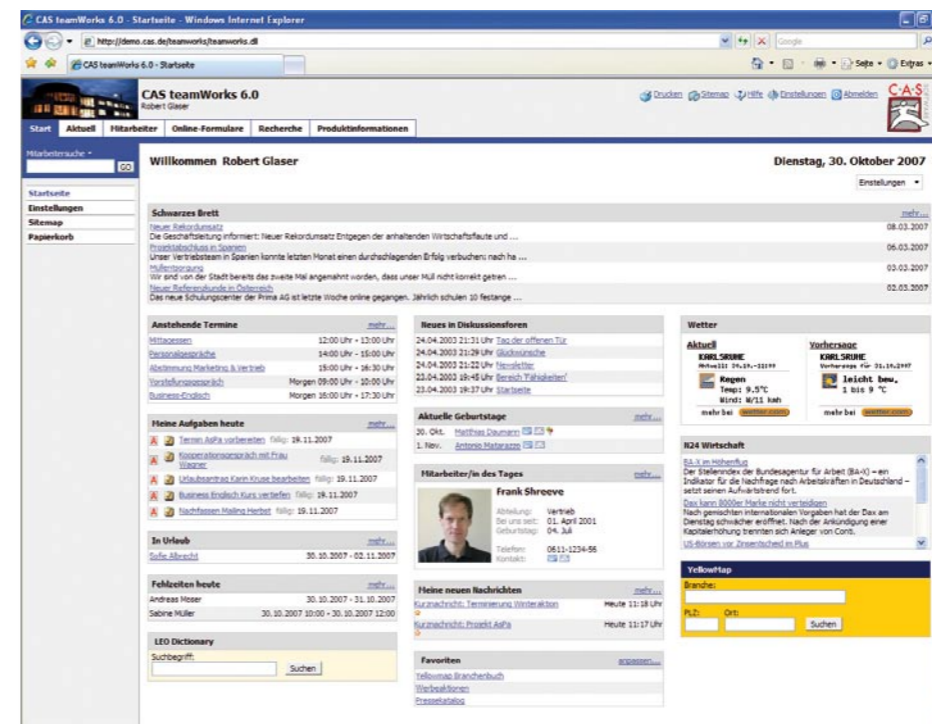 CAS teamWorks 6.0 - Startseite - Windows Internet Explorer
http://demo.cas.de/teamworks/teamworks.dll
Google
CAS teamWorks 6.0 - Startseite
Seite
Extras
CAS teamWorks 6.0
Robert Glaser
Drucken Sitemap Hilfe Einstellungen Abmelden
C·A·S
Start Aktuell Mitarbeiter Online-Formulare Recherche Produktinformationen
Mitarbeitersuche
GO
Startseite
Einstellungen
Sitemap
Papierkorb
Willkommen Robert Glaser
Dienstag, 30. Oktober 2007
Einstellungen
Schwarzes Brett mehr...
Neuer Rekordumsatz 08.03.2007
Die Geschäftsleitung informiert: Neuer Rekordumsatz Entgegen der anhaltenden Wirtschaftsflaute und ...
Projektabschluss in Spanien 06.03.2007
Unser Vertriebsteam in Spanien konnte letzten Monat einen durchschlagenden Erfolg verbuchen: nach ha ...
Müllentsorgung 03.03.2007
Wir sind von der Stadt bereits das zweite Mal angemahnt worden, dass unser Müll nicht korrekt getren ...
Neuer Referenzkunde in Österreich 02.03.2007
Das neue Schulungscenter der Prima AG ist letzte Woche online gegangen. Jährlich schulen 10 festange ...
Anstehende Termine mehr...
Mittagessen 12:00 Uhr - 13:00 Uhr
Personalgespräche 14:00 Uhr - 15:00 Uhr
Abstimmung Marketing & Vertrieb 15:00 Uhr - 16:30 Uhr
Vorstellungsgespräch Morgen 09:00 Uhr - 10:00 Uhr
Business-Englisch Morgen 16:00 Uhr - 17:30 Uhr
Meine Aufgaben heute mehr...
Termin AsPa vorbereiten fällig: 19.11.2007
Kooperationsgespräch mit Frau
Wagner fällig: 19.11.2007
Urlaubsantrag Karin Kruse bearbeiten fällig: 19.11.2007
Business Englisch Kurs vertiefen fällig: 19.11.2007
Nachfassen Mailing Herbst fällig: 19.11.2007
In Urlaub mehr...
Sofie Albrecht 30.10.2007 - 02.11.2007
Fehlzeiten heute mehr...
Andreas Meser 30.10.2007 - 31.10.2007
Sabine Müller 30.10.2007 10:00 - 30.10.2007 12:00
LEO Dictionary
Suchbegriff:
Suchen
Neues in Diskussionsforen
24.04.2003 21:31 Uhr Tag der offenen Tür
24.04.2003 21:29 Uhr Glückwünsche
24.04.2003 21:22 Uhr Newsletter
23.04.2003 19:45 Uhr Bereich 'Fähigkeiten'
23.04.2003 19:37 Uhr Startseite
Aktuelle Geburtstage mehr...
30. Okt. Matthias Daumann
1. Nov. Antonio Matarazzo
Mitarbeiter/in des Tages mehr...
Frank Shreeve
Abteilung: Vertrieb
Bei uns seit: 01. April 2001
Geburtstag: 04. Juli
Telefon: 0611-1234-56
Kontakt:
Meine neuen Nachrichten mehr...
Kurznachricht: Terminierung Winteraktion Heute 11:18 Uhr
Kurznachricht: Projekt AsPa Heute 11:17 Uhr
Favoriten anpassen...
Yellowmap Branchenbuch
Werbeaktionen
Pressekatalog
Wetter
Aktuell
KARLSRUHE
Regen
Temp: 9.5°C
Wind: W/11 kmh
mehr bei wetter.com
Vorhersage
KARLSRUHE
Vorhersage für 31.10.2007
leicht bew.
1 bis 9 °C
mehr bei wetter.com
N24 Wirtschaft
BA-X im Höhenflug
Der Stellenindex der Bundesagentur für Arbeit (BA-X) – ein
Indikator für die Nachfrage nach Arbeitskräften in Deutschland –
setzt seinen Aufwärtstrend fort.
Dax kann 8000er Marke nicht verteidigen
Nach gemischten internationalen Vorgaben hat der Dax am
Dienstag schwächer eröffnet. Nach der Ankündigung einer
Kapitalerhöhung trennten sich Anleger von Conti.
US-Börsen vor Zinsentscheid im Plus
YellowMap
Branche:
PLZ: Ort:
Suchen